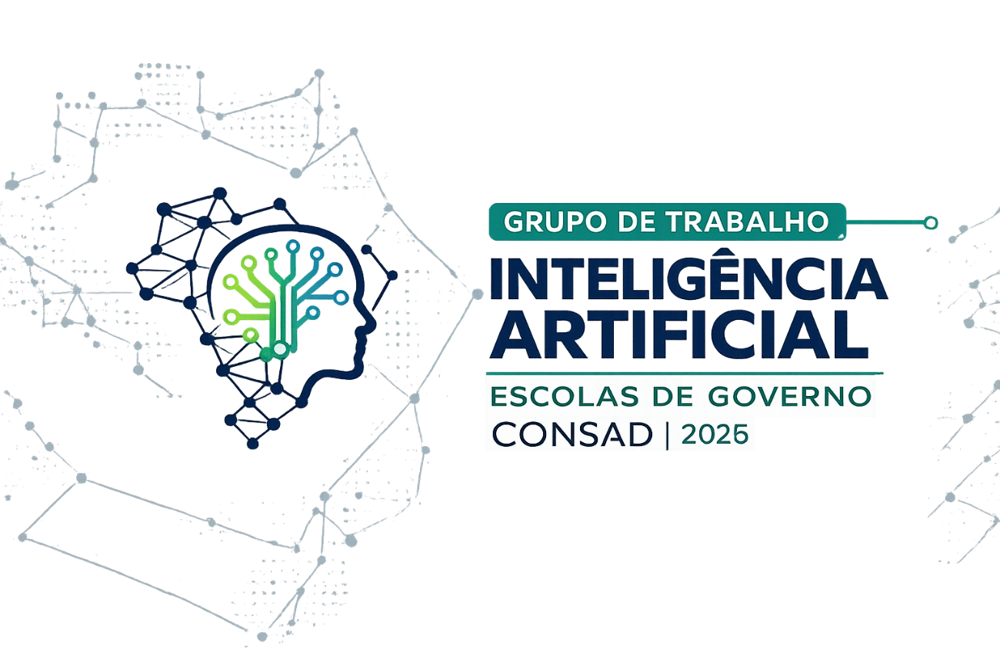 GRUPO DE TRABALHO
INTELIGÊNCIA
ARTIFICIAL
ESCOLAS DE GOVERNO
CONSAD | 2025